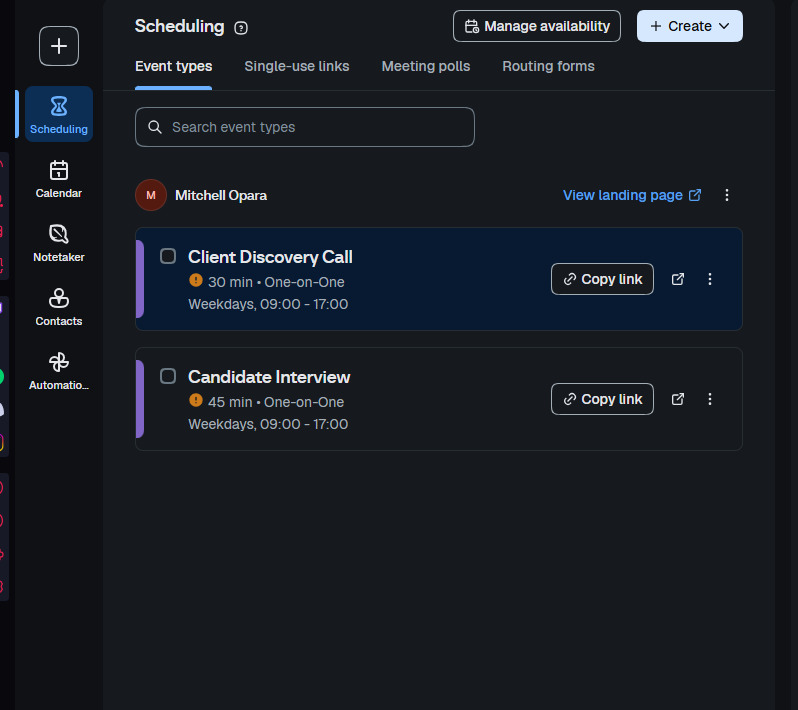 Scheduling ?
Manage availability
+ Create
Event types
Single-use links
Meeting polls
Routing forms
Search event types
Scheduling
Calendar
Notetaker
Contacts
Automatio...
M
Mitchell Opara
View landing page
Client Discovery Call
! 30 min • One-on-One
Weekdays, 09:00 - 17:00
Copy link
Candidate Interview
! 45 min • One-on-One
Weekdays, 09:00 - 17:00
Copy link